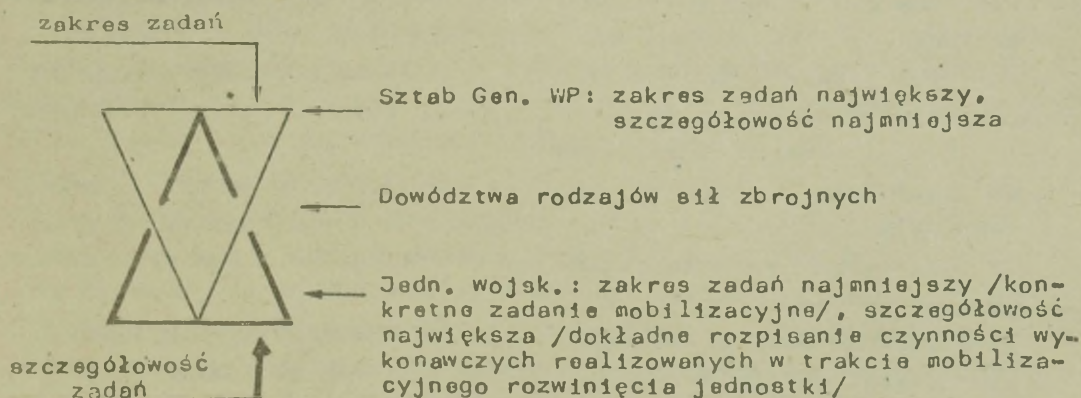 zakres zadań
Sztab Gen. WP: zakres zadań największy,
szczegółowość najmniejsza
Dowództwa rodzajów sił zbrojnych
Jedn. wojsk.: zakres zadań najmniejszy /kon-
kretne zadanie mobilizacyjne/, szczegółowość
największa /dokładne rozpisanie czynności wy-
konawczych realizowanych w trakcie mobiliza-
cyjnego rozwinięcia jednostki/
szczegółowość
zadań